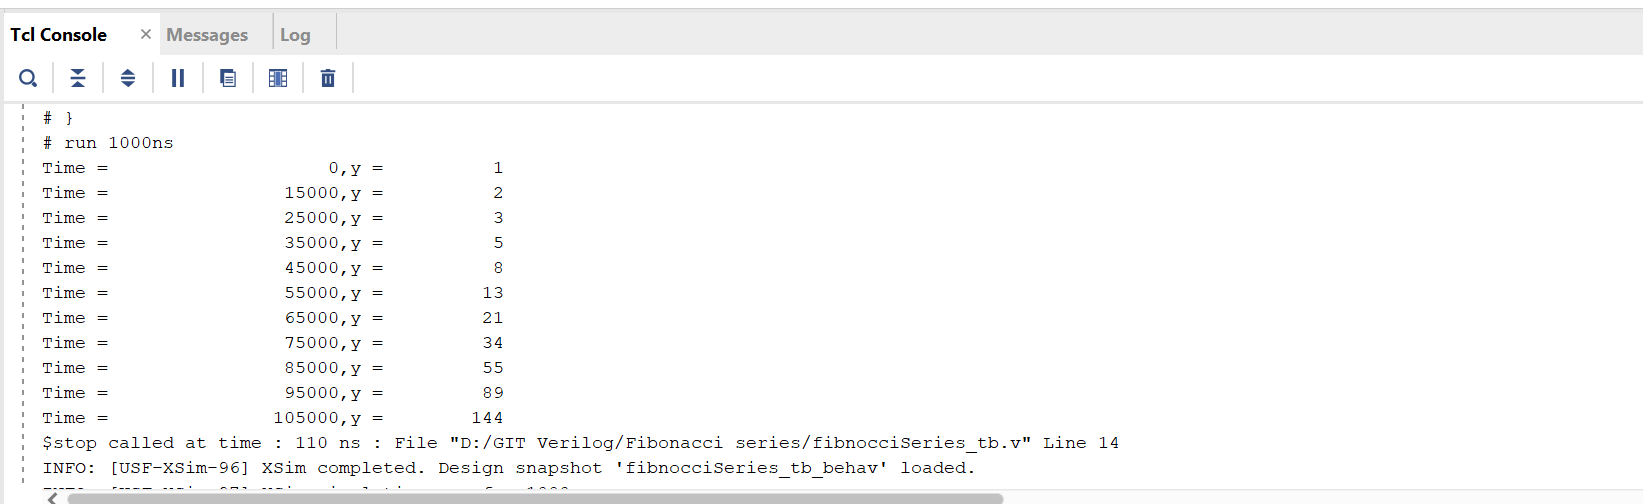 Tcl Console × Messages Log
# }
# run 1000ns
Time = 0,y = 1
Time = 15000,y = 2
Time = 25000,y = 3
Time = 35000,y = 5
Time = 45000,y = 8
Time = 55000,y = 13
Time = 65000,y = 21
Time = 75000,y = 34
Time = 85000,y = 55
Time = 95000,y = 89
Time = 105000,y = 144
$stop called at time : 110 ns : File "D:/GIT Verilog/Fibonacci series/fibnocciSeries_tb.v" Line 14
INFO: [USF-XSim-96] XSim completed. Design snapshot 'fibnocciSeries_tb_behav' loaded.